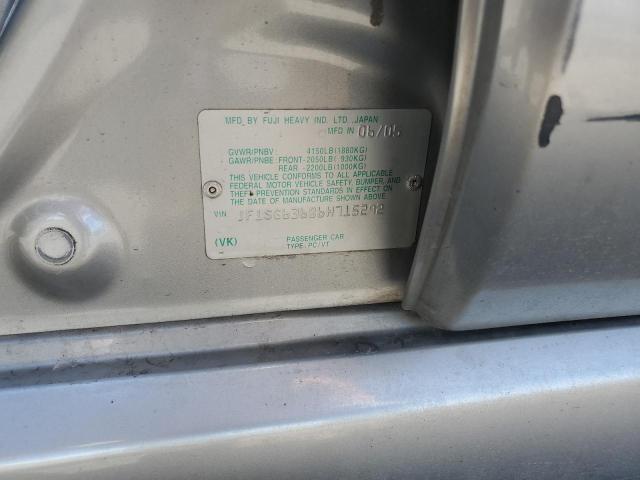 MFD. BY FUJI HEAVY IND. LTD. JAPAN
MFD IN 06/05
GVWR/PNBV : 4150LB(1880KG)
GAWR/PNBE: FRONT-2050LB( 930KG)
REAR -2200LB(1000KG)
THIS VEHICLE CONFORMS TO ALL APPLICABLE
FEDERAL MOTOR VEHICLE SAFETY, BUMPER, AND
THEFT PREVENTION STANDARDS IN EFFECT ON
THE DATE OF MANUFACTURE SHOWN ABOVE.
VIN
(VK)
PASSENGER CAR
TYPE: PC/VT